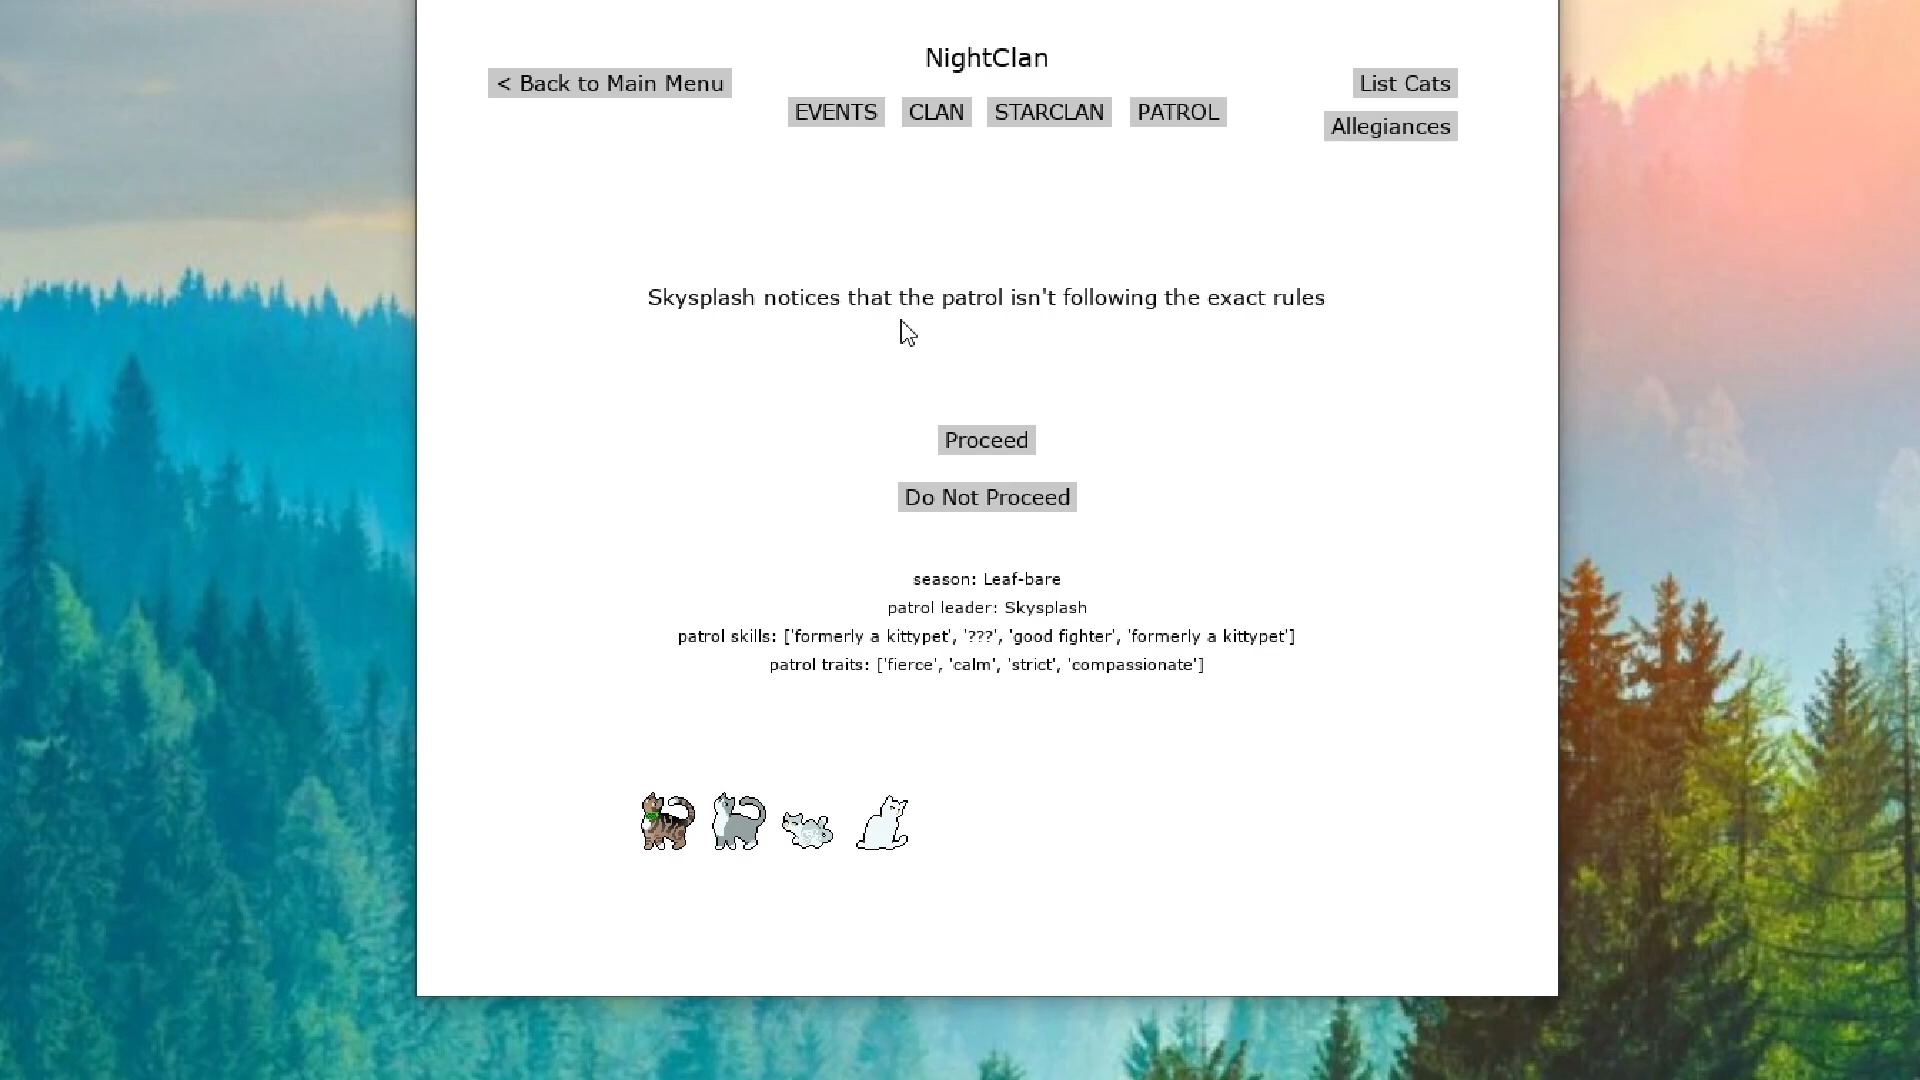 NightClan
< Back to Main Menu
List Cats
EVENTS
CLAN
STARCLAN
PATROL
Allegiances
Skysplash notices that the patrol isn't following the exact rules
Proceed
Do Not Proceed
season: Leaf-bare
patrol leader: Skysplash
patrol skills: ['formerly a kittypet', '???', 'good fighter', 'formerly a kittypet']
patrol traits: ['fierce', 'calm', 'strict', 'compassionate']